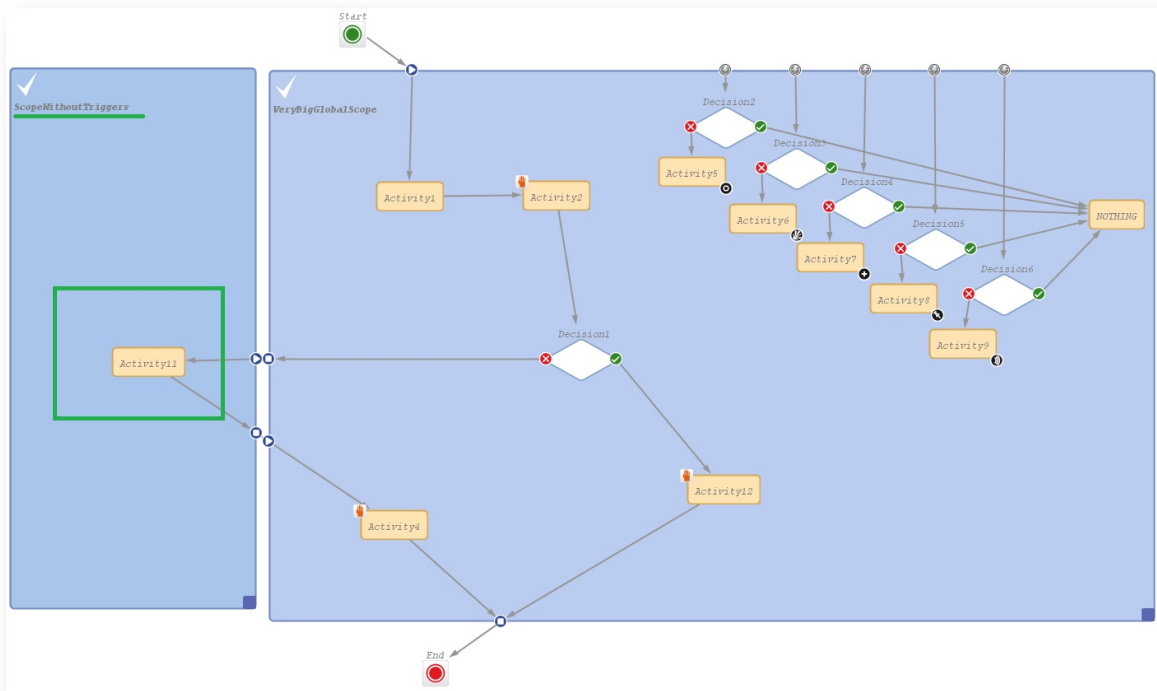 Start
ScopeWithoutTriggers
VeryBigGlobalScope
Decision2
Decision3
Activity5
Decision4
Activity1
Activity2
Activity6
NOTHING
Decision5
Activity7
Decision6
Activity8
Decision1
Activity9
Activity11
Activity12
Activity4
End